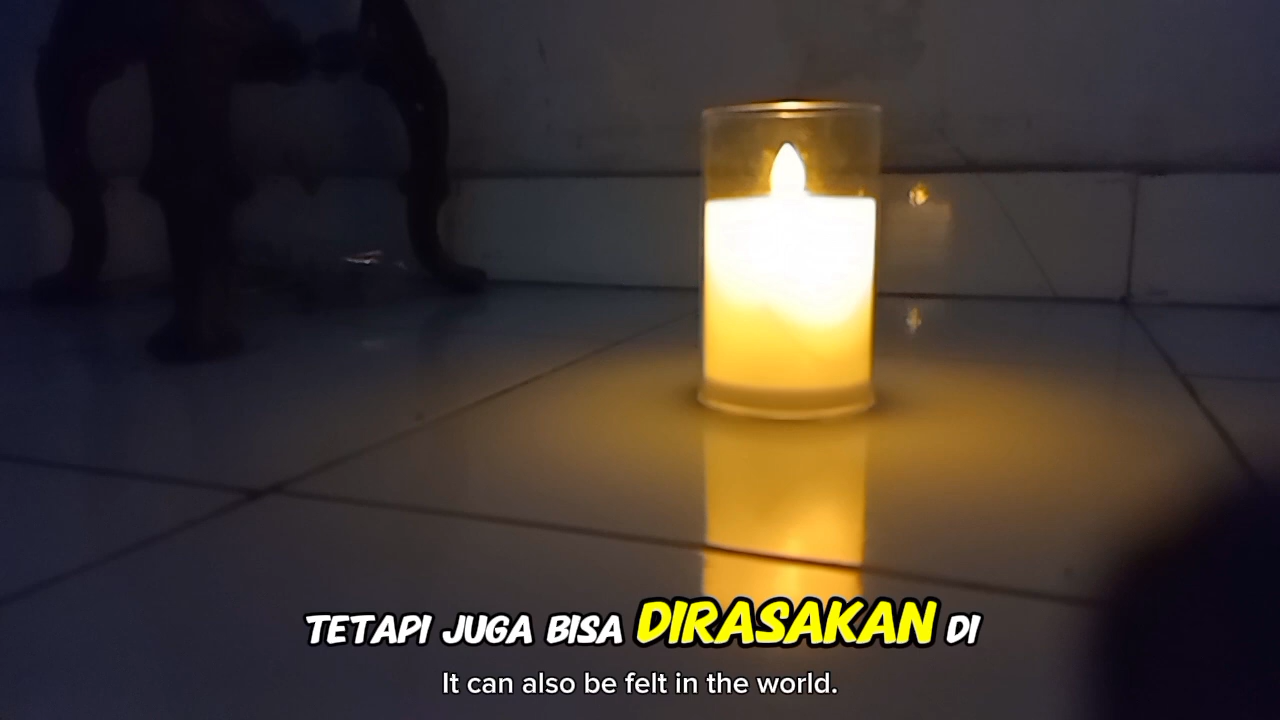 TETAPI JUGA BISA DIRASAKAN DI
It can also be felt in the world.